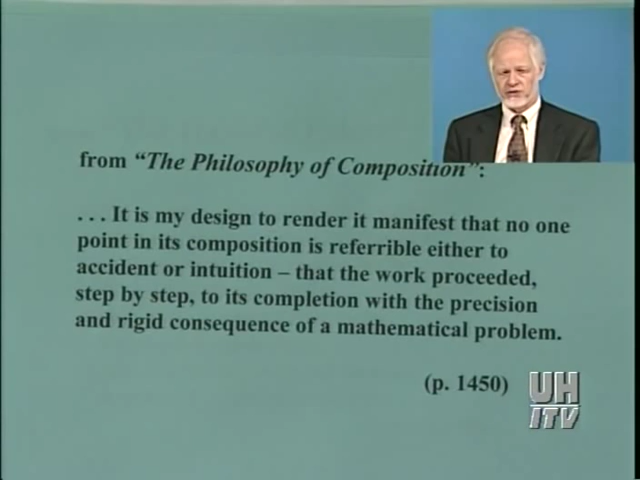 from “The Philosophy of Composition”:
. . . It is my design to render it manifest that no one
point in its composition is referrible either to
accident or intuition – that the work proceeded,
step by step, to its completion with the precision
and rigid consequence of a mathematical problem.
(p. 1450)
UH
ITV